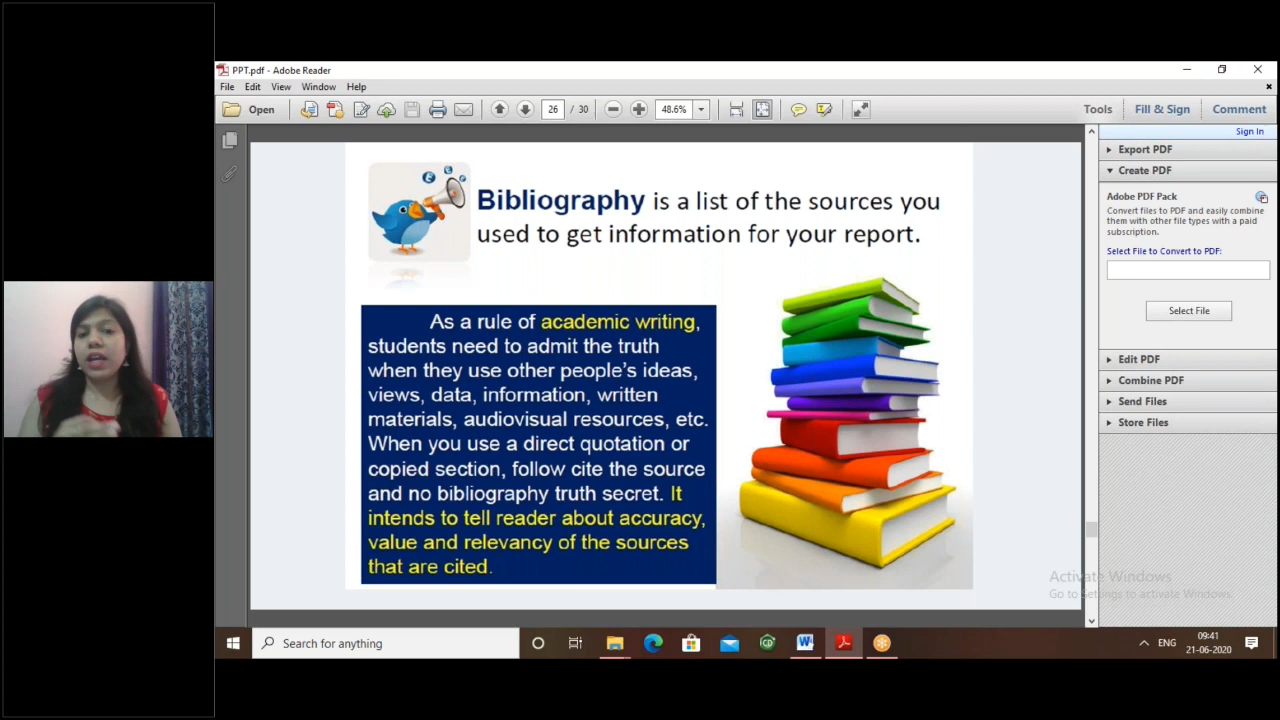 PPT.pdf - Adobe Reader
File Edit View Window Help
Open 26 / 30 48.6% Tools Fill & Sign Comment
Sign In
Export PDF
Create PDF
Adobe PDF Pack
Convert files to PDF and easily combine
them with other file types with a paid
subscription.
Select File to Convert to PDF:
Select File
Edit PDF
Combine PDF
Send Files
Store Files
Bibliography is a list of the sources you
used to get information for your report.
As a rule of academic writing,
students need to admit the truth
when they use other people's ideas,
views, data, information, written
materials, audiovisual resources, etc.
When you use a direct quotation or
copied section, follow cite the source
and no bibliography truth secret. It
intends to tell reader about accuracy,
value and relevancy of the sources
that are cited.
Activate Windows
Go to Settings to activate Windows.
Search for anything
ENG
09:41
21-06-2020